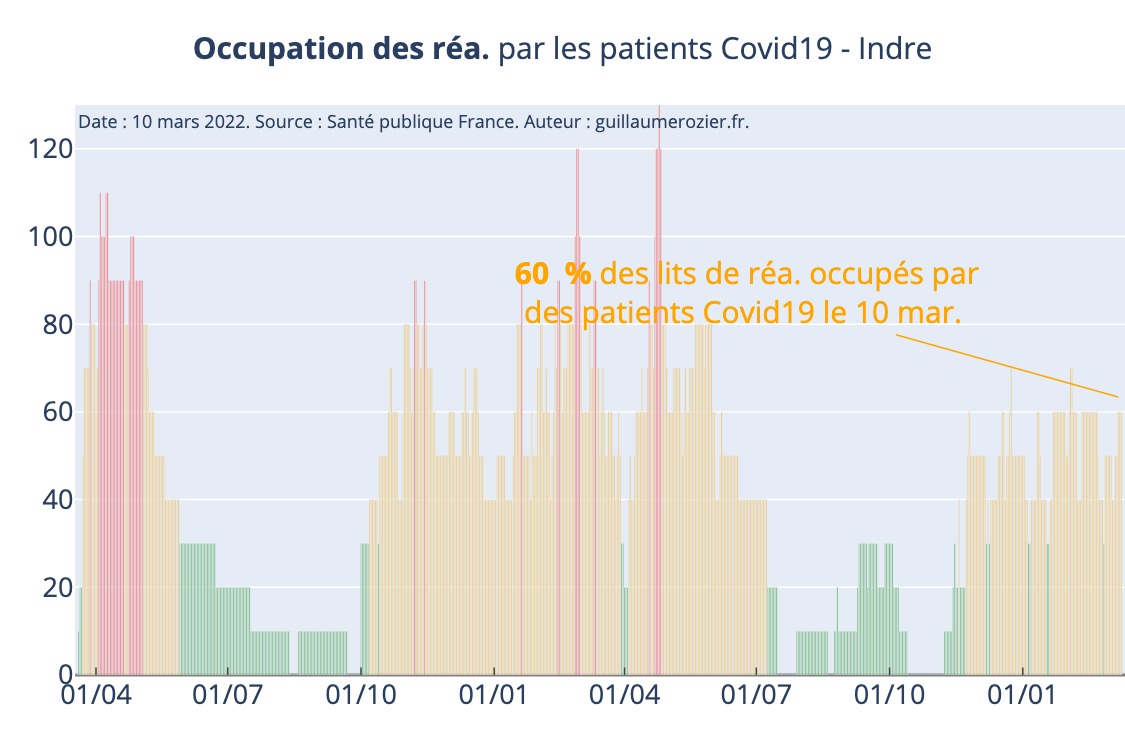 Occupation des réa. par les patients Covid19 - Indre
Date : 10 mars 2022. Source : Santé publique France. Auteur : guillaumerozier.fr.
120
100
60 % des lits de réa. occupés par
des patients Covid19 le 10 mar.
80
60
40
20
0
01/04 01/07 01/10 01/01 01/04 01/07 01/10 01/01